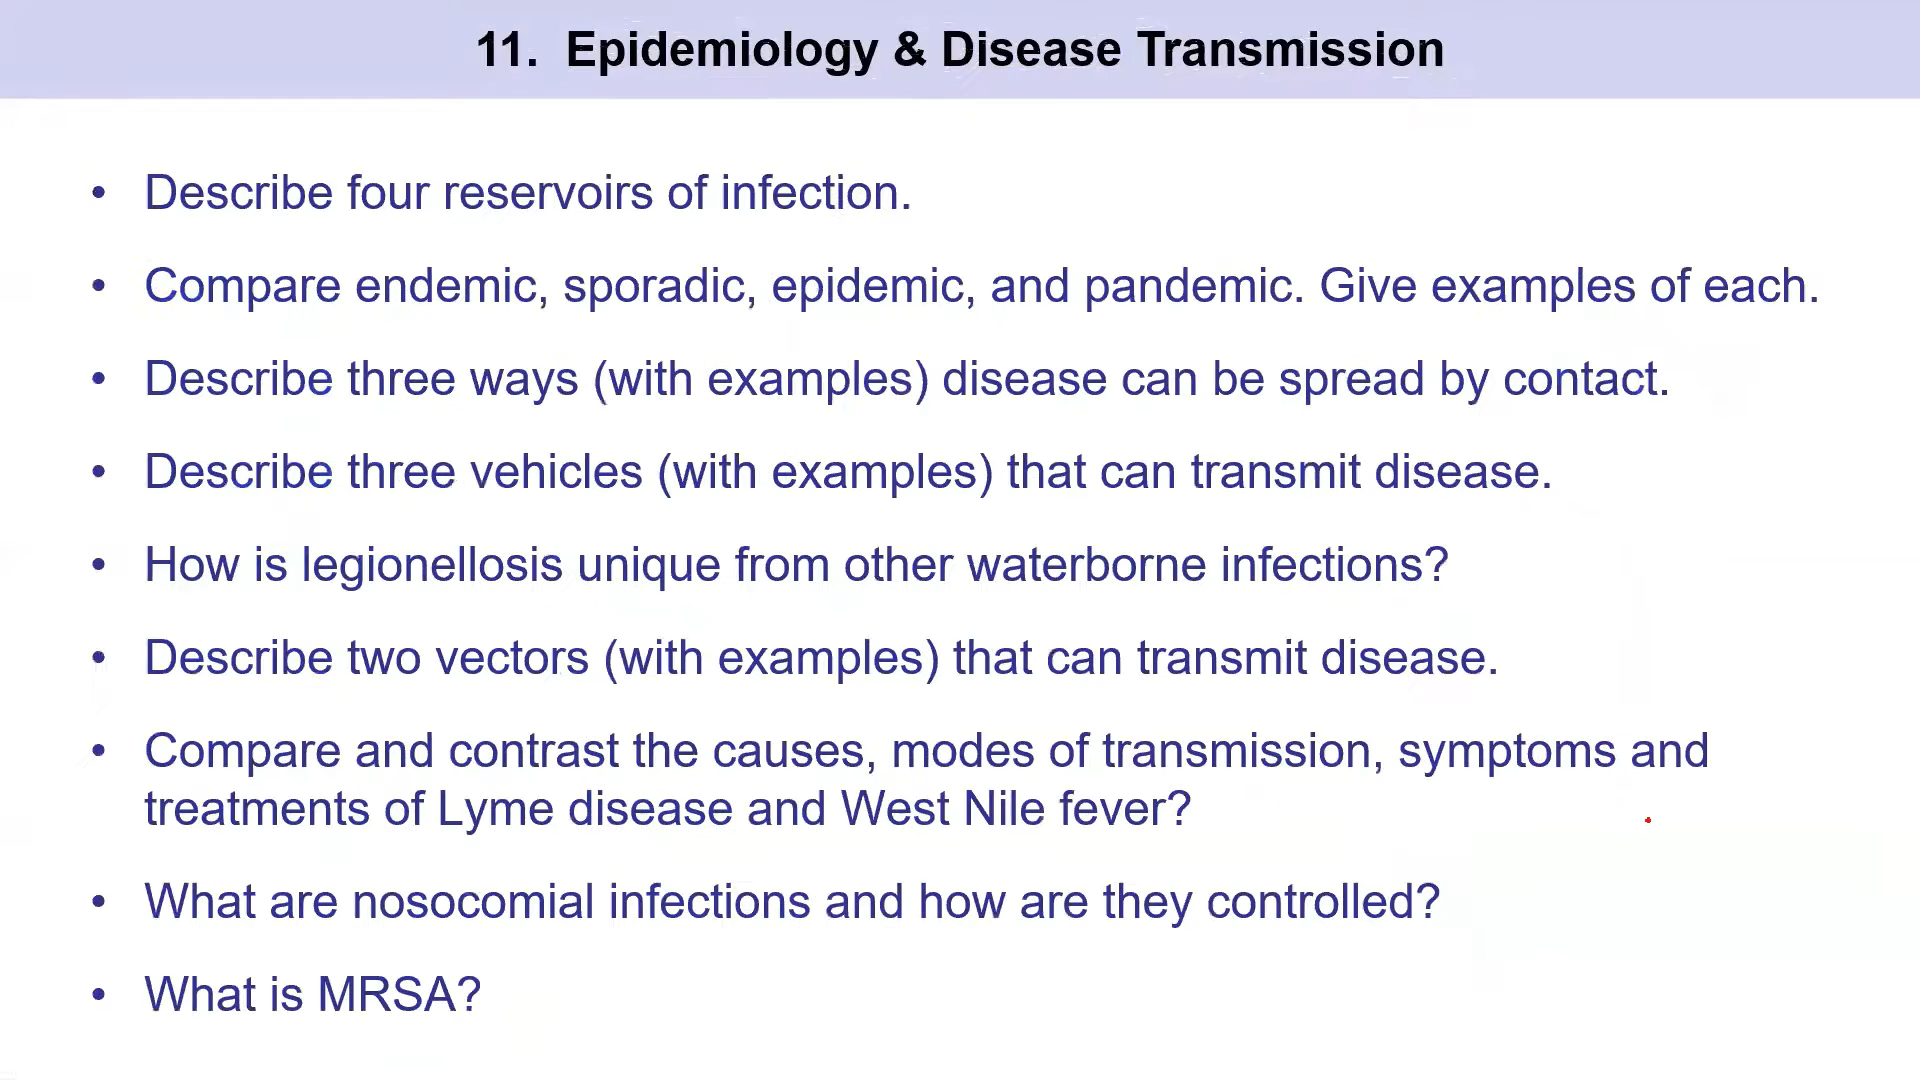 11. Epidemiology & Disease Transmission
• Describe four reservoirs of infection.
• Compare endemic, sporadic, epidemic, and pandemic. Give examples of each.
• Describe three ways (with examples) disease can be spread by contact.
• Describe three vehicles (with examples) that can transmit disease.
• How is legionellosis unique from other waterborne infections?
• Describe two vectors (with examples) that can transmit disease.
• Compare and contrast the causes, modes of transmission, symptoms and
treatments of Lyme disease and West Nile fever?
• What are nosocomial infections and how are they controlled?
• What is MRSA?